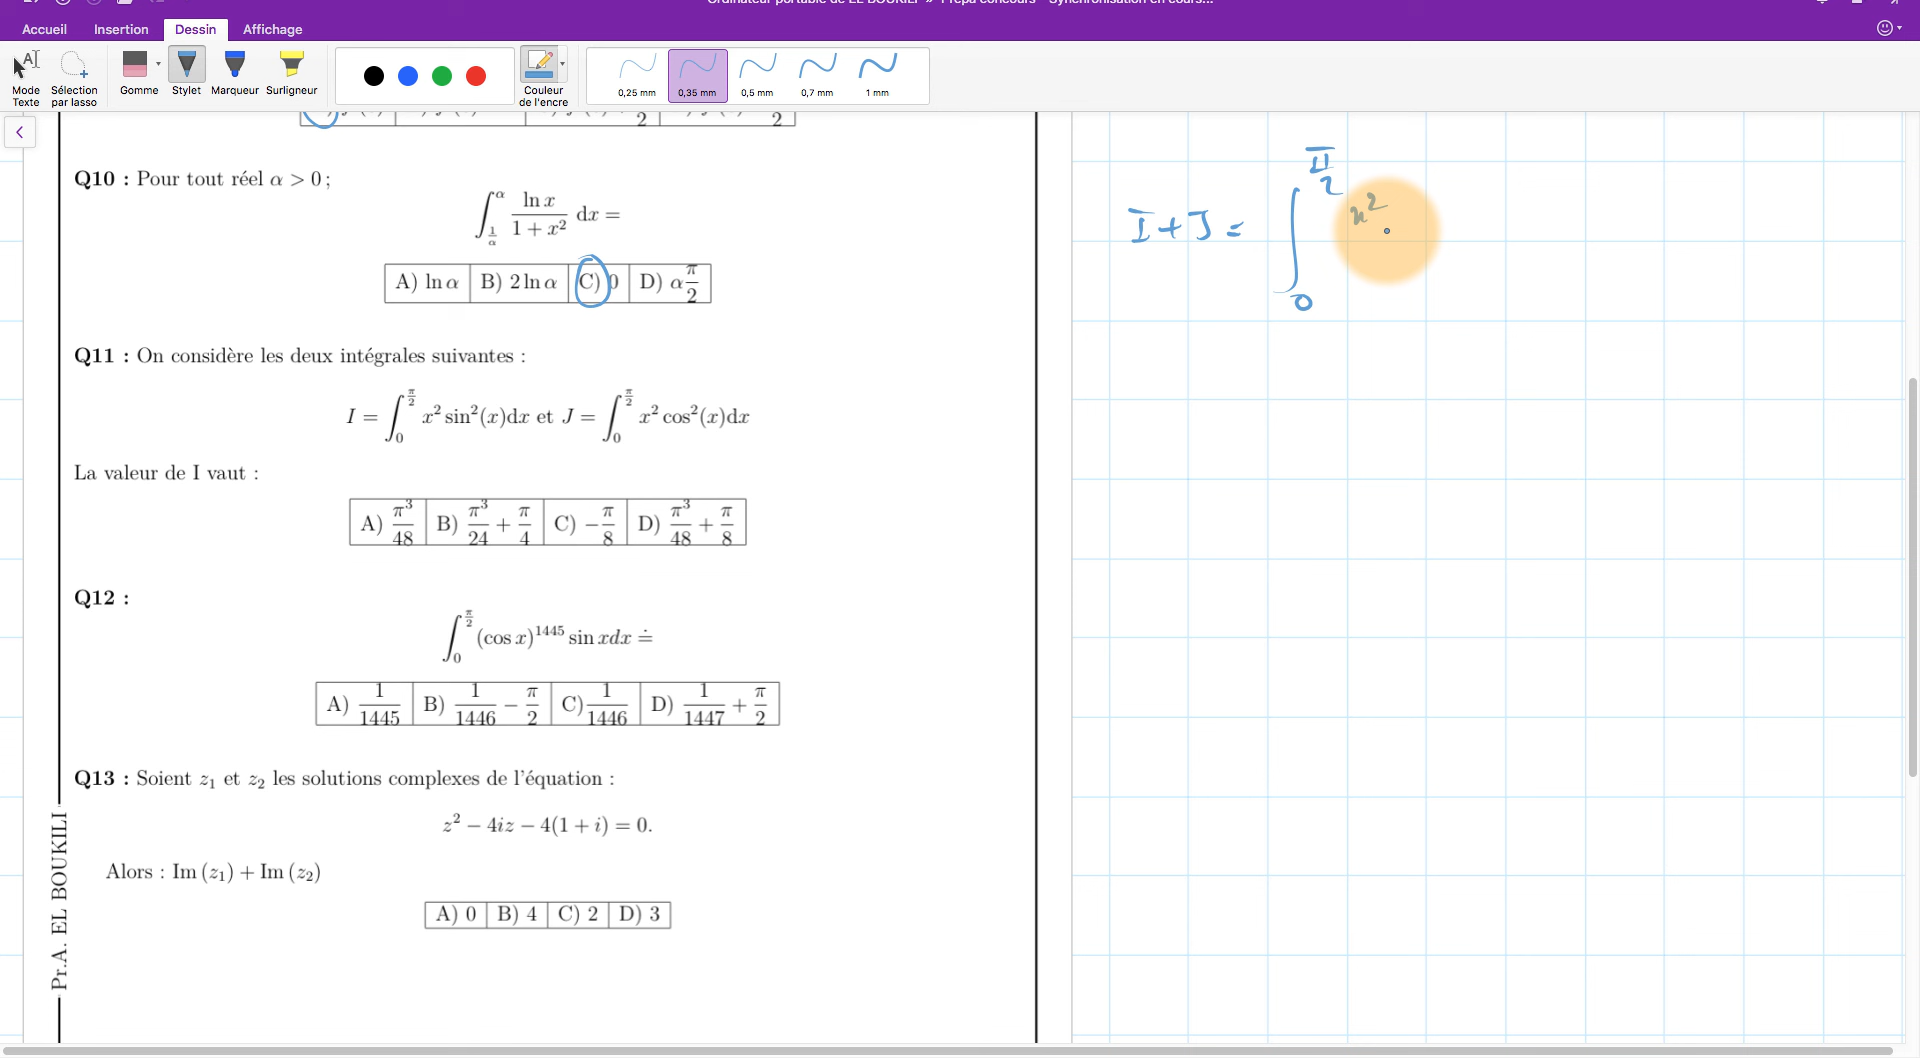 Accueil Insertion Dessin Affichage
Mode Texte
Sélection par lasso
Gomme
Stylet
Marqueur
Surligneur
Couleur de l'encre
0,25 mm
0,35 mm
0,5 mm
0,7 mm
1 mm
Q10 : Pour tout réel α > 0 ;
∫_{1/α}^{α} ln x / (1 + x²) dx =
A) ln α B) 2 ln α C) 0 D) α π/2
Q11 : On considère les deux intégrales suivantes :
I = ∫_0^{π/2} x² sin²(x)dx et J = ∫_0^{π/2} x² cos²(x)dx
La valeur de I vaut :
A) π³/48 B) π³/24 + π/4 C) −π/8 D) π³/48 + π/8
Q12 :
∫_0^{π/2} (cos x)^{1445} sin xdx =
A) 1/1445 B) 1/1446 − π/2 C) 1/1446 D) 1/1447 + π/2
Q13 : Soient z₁ et z₂ les solutions complexes de l'équation :
z² − 4iz − 4(1 + i) = 0.
Alors : Im (z₁) + Im (z₂)
A) 0 B) 4 C) 2 D) 3
Pr.A. EL BOUKILI
I + J = ∫_0^{π/2} x²